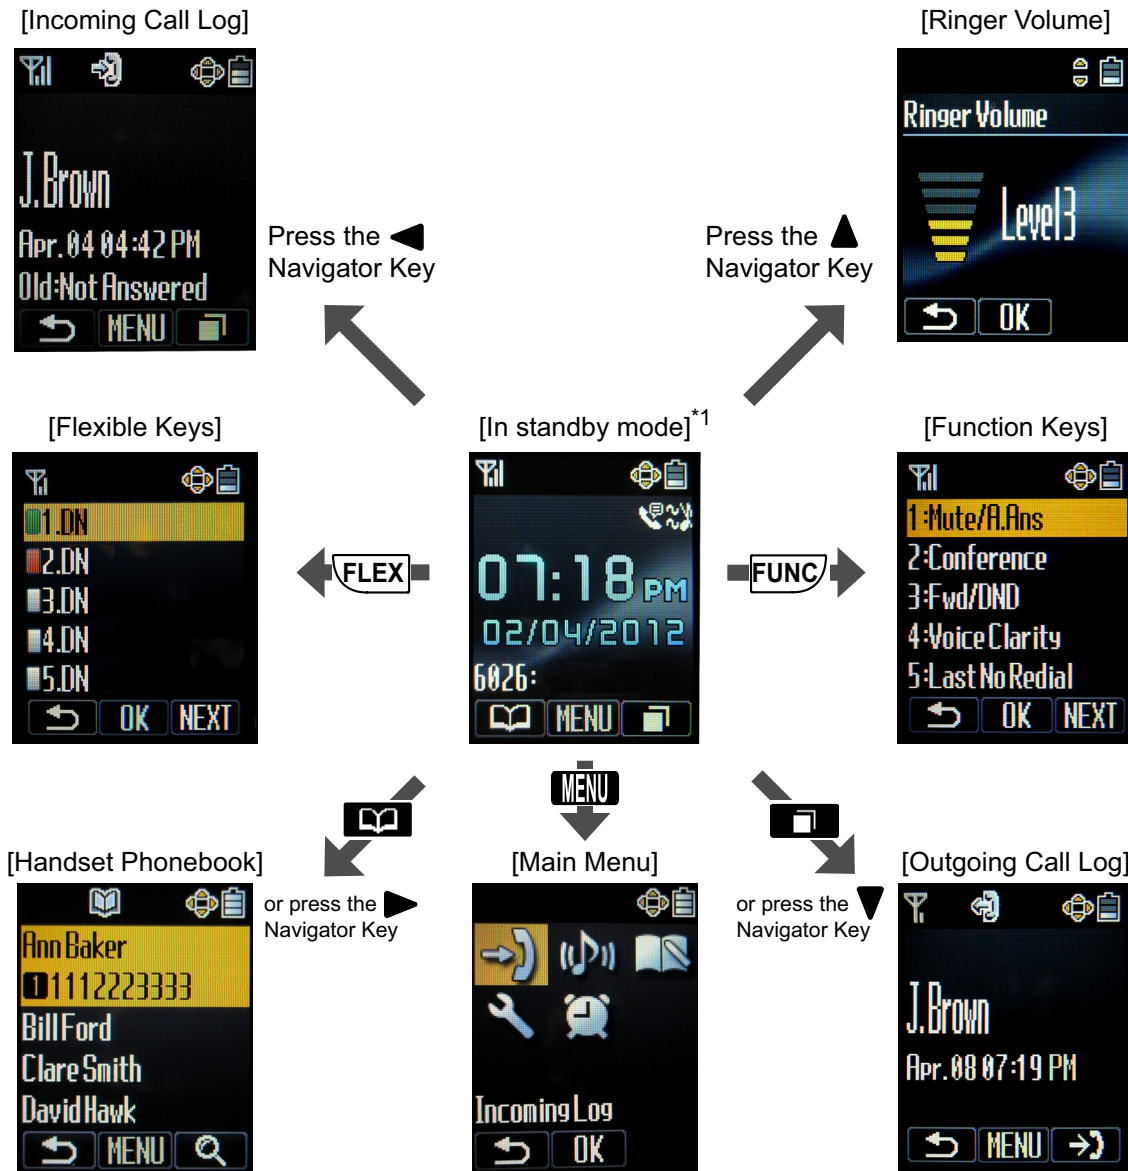 [Incoming Call Log]
J.Brown
Apr.04 04:42 PM
Old:Not Answered
MENU
Press the
Navigator Key
[Ringer Volume]
Ringer Volume
Level3
OK
Press the
Navigator Key
[Flexible Keys]
1.DN
2.DN
3.DN
4.DN
5.DN
OK NEXT
FLEX
[In standby mode]*1
07:18 PM
02/04/2012
6026:
MENU
FUNC
[Function Keys]
1:Mute/A.Ans
2:Conference
3:Fwd/DND
4:Voice Clarity
5:Last No Redial
OK NEXT
MENU
[Handset Phonebook]
Ann Baker
1 1112223333
Bill Ford
Clare Smith
David Hawk
MENU
or press the
Navigator Key
[Main Menu]
Incoming Log
OK
or press the
Navigator Key
[Outgoing Call Log]
J.Brown
Apr.08 07:19 PM
MENU